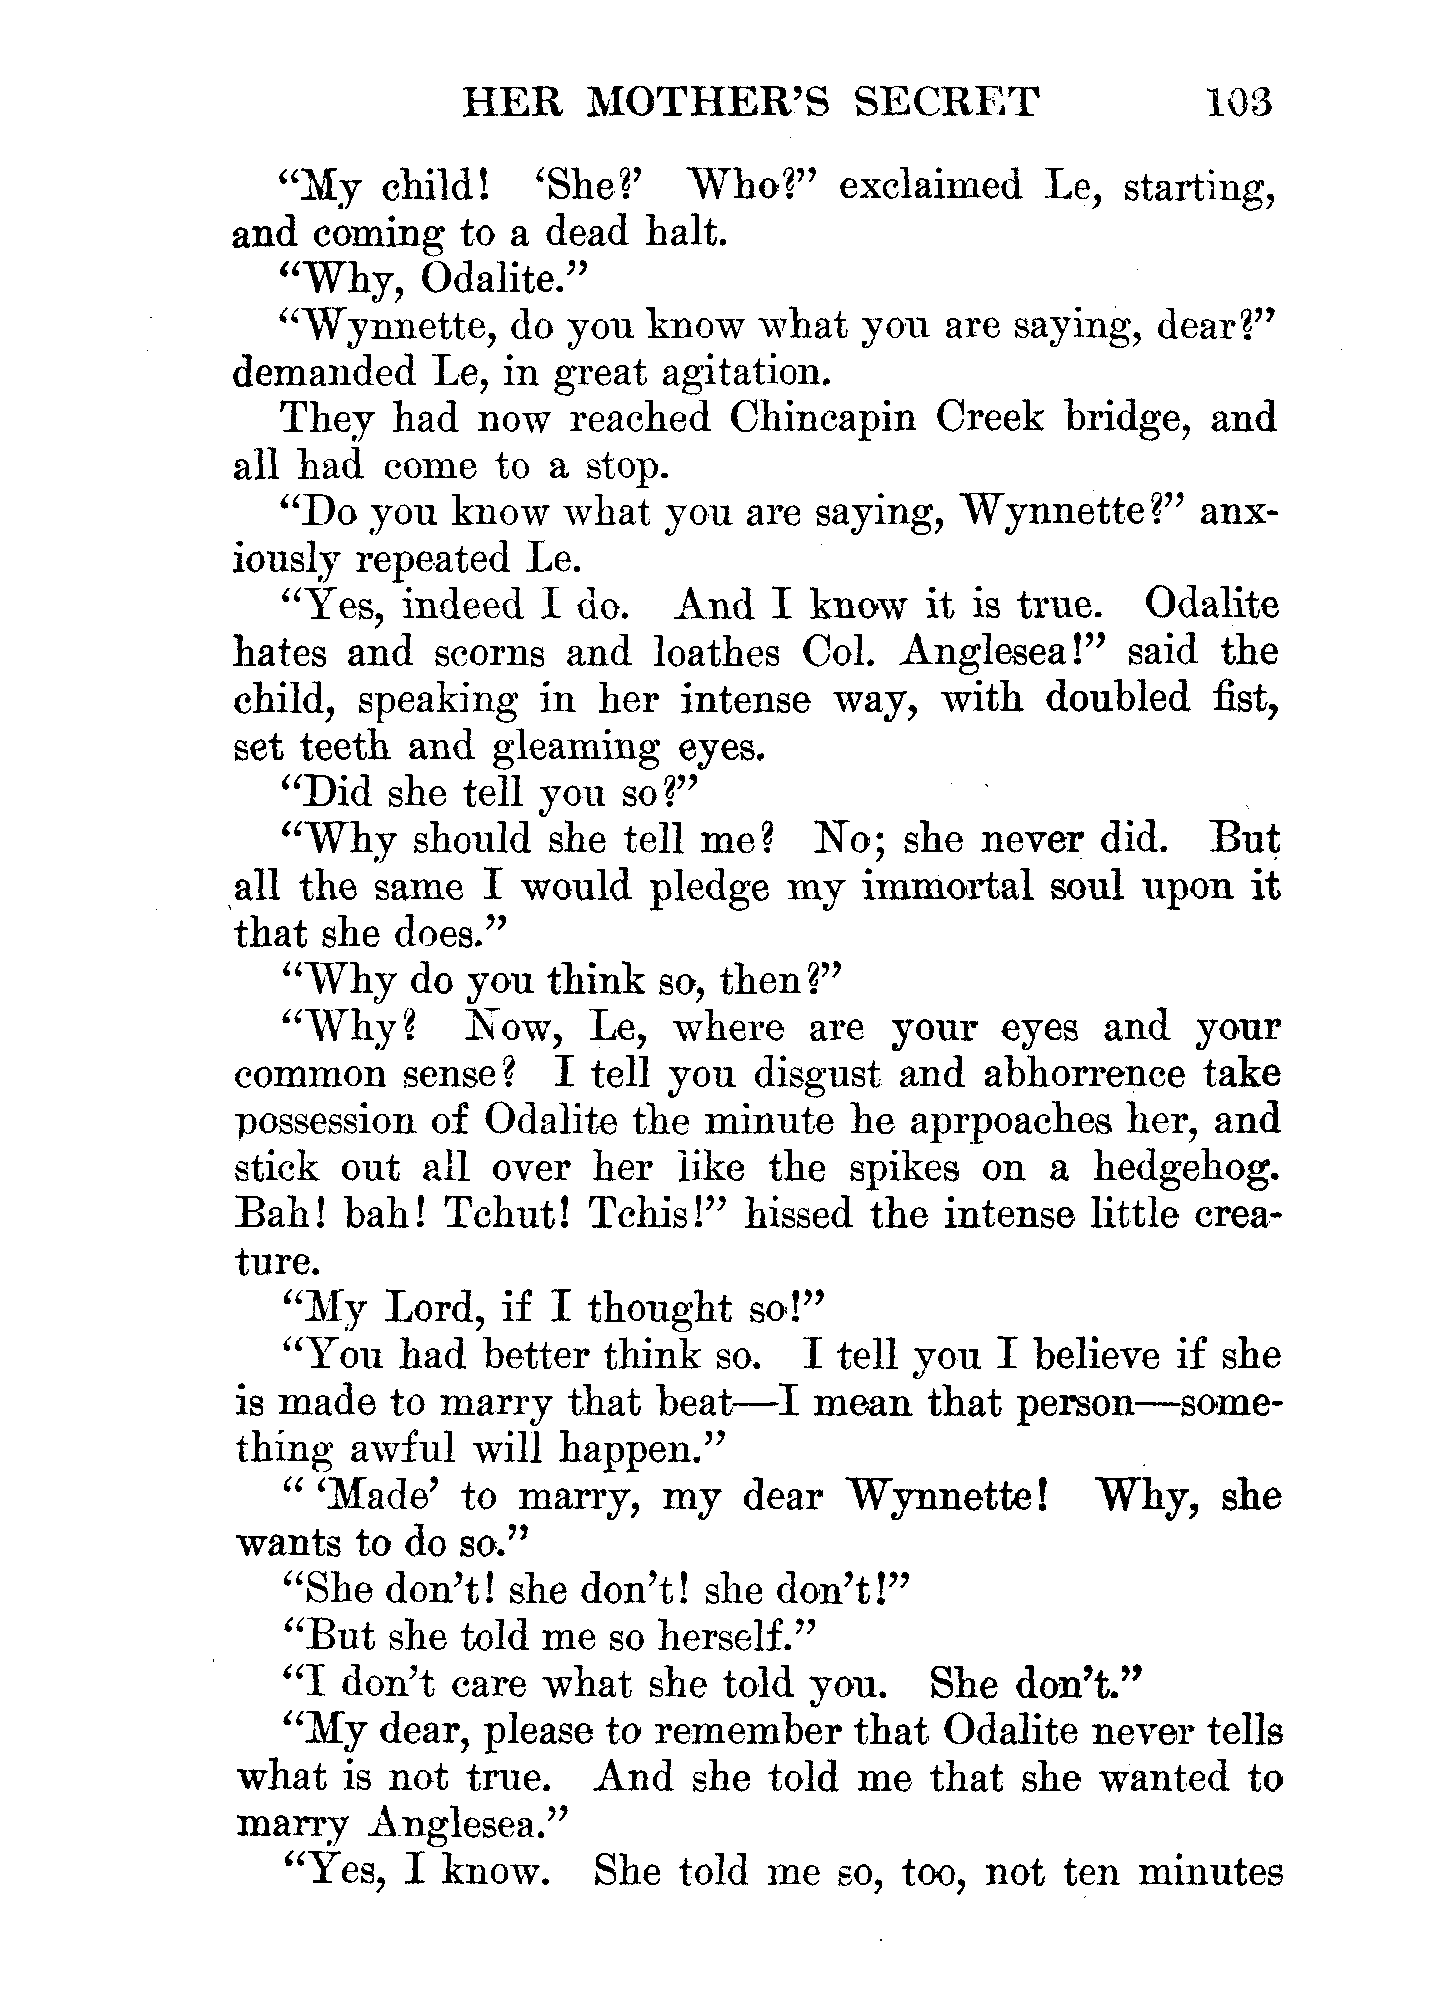 HER MOTHER'S SECRET 103
“My child! ‘She?’ Who?” exclaimed Le, starting,
and coming to a dead halt.
“Why, Odalite.”
“Wynnette, do you know what you are saying, dear?”
demanded Le, in great agitation.
They had now reached Chincapin Creek bridge, and
all had come to a stop.
“Do you know what you are saying, Wynnette?” anx-
iously repeated Le.
“Yes, indeed I do. And I know it is true. Odalite
hates and scorns and loathes Col. Anglesea!” said the
child, speaking in her intense way, with doubled fist,
set teeth and gleaming eyes.
“Did she tell you so?”
“Why should she tell me? No; she never did. But
all the same I would pledge my immortal soul upon it
that she does.”
“Why do you think so, then?”
“Why? Now, Le, where are your eyes and your
common sense? I tell you disgust and abhorrence take
possession of Odalite the minute he aprpoaches her, and
stick out all over her like the spikes on a hedgehog.
Bah! bah! Tchut! Tchis!” hissed the intense little crea-
ture.
“My Lord, if I thought so!”
“You had better think so. I tell you I believe if she
is made to marry that beat—I mean that person—some-
thing awful will happen.”
“ ‘Made’ to marry, my dear Wynnette! Why, she
wants to do so.”
“She don’t! she don’t! she don’t!”
“But she told me so herself.”
“I don’t care what she told you. She don’t.”
“My dear, please to remember that Odalite never tells
what is not true. And she told me that she wanted to
marry Anglesea.”
“Yes, I know. She told me so, too, not ten minutes